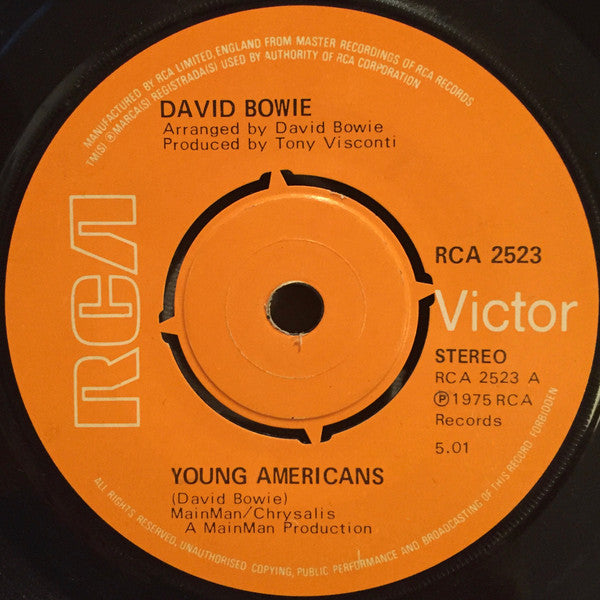 MANUFACTURED BY RCA LIMITED, ENGLAND FROM MASTER RECORDINGS OF RCA RECORDS
TM(S) ® MARCA(S) REGISTRADA(S) USED BY AUTHORITY OF RCA CORPORATION
DAVID BOWIE
Arranged by David Bowie
Produced by Tony Visconti
RCA
RCA 2523
Victor
STEREO
RCA 2523 A
Ⓟ 1975 RCA
Records
5.01
YOUNG AMERICANS
(David Bowie)
MainMan/Chrysalis
A MainMan Production
ALL RIGHTS RESERVED, UNAUTHORISED COPYING, PUBLIC PERFORMANCE AND BROADCASTING OF THIS RECORD FORBIDDEN